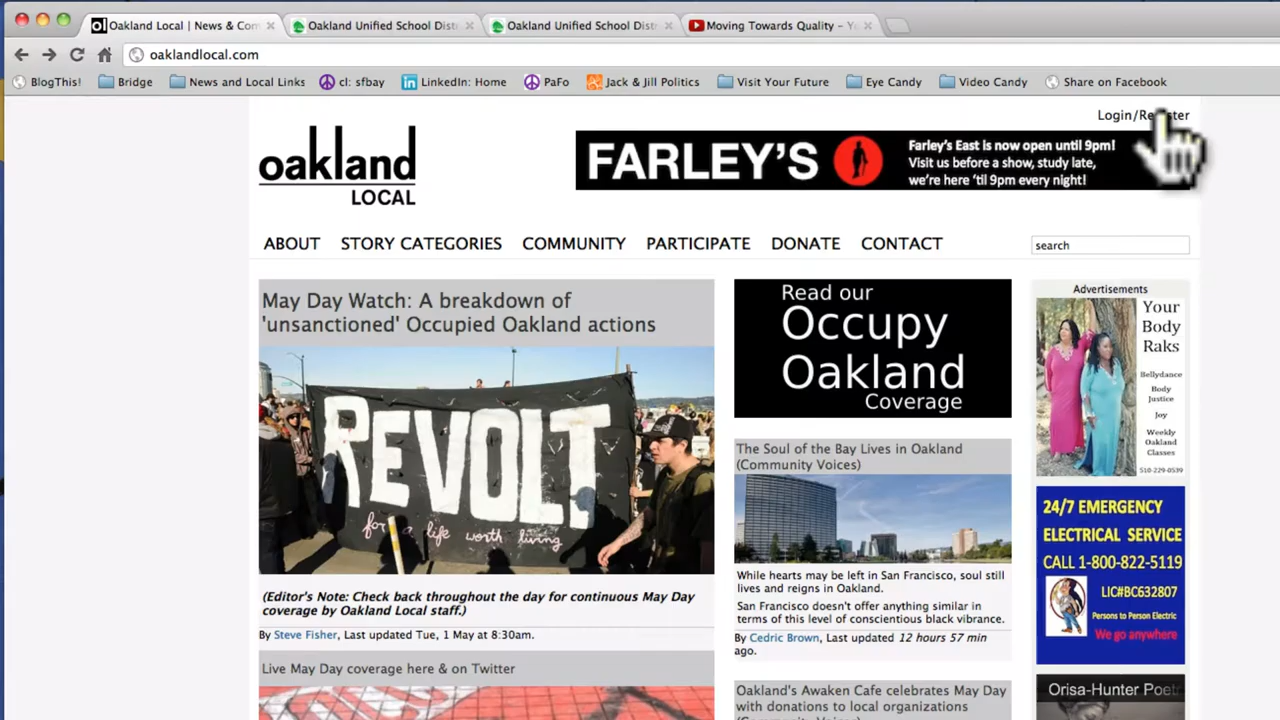 Oakland Local | News & Com
Oakland Unified School Distr
Oakland Unified School Distr
Moving Towards Quality - Yo
oaklandlocal.com
BlogThis!
Bridge
News and Local Links
cl: sfbay
LinkedIn: Home
PaFo
Jack & Jill Politics
Visit Your Future
Eye Candy
Video Candy
Share on Facebook
Login/Register
oakland
LOCAL
FARLEY'S
Farley's East is now open until 9pm!
Visit us before a show, study late,
we're here 'til 9pm every night!
ABOUT
STORY CATEGORIES
COMMUNITY
PARTICIPATE
DONATE
CONTACT
search
May Day Watch: A breakdown of
'unsanctioned' Occupied Oakland actions
REVOLT
for a life worth living
(Editor's Note: Check back throughout the day for continuous May Day
coverage by Oakland Local staff.)
By Steve Fisher, Last updated Tue, 1 May at 8:30am.
Live May Day coverage here & on Twitter
Read our
Occupy
Oakland
Coverage
The Soul of the Bay Lives in Oakland
(Community Voices)
While hearts may be left in San Francisco, soul still
lives and reigns in Oakland.
San Francisco doesn't offer anything similar in
terms of this level of conscientious black vibrance.
By Cedric Brown, Last updated 12 hours 57 min
ago.
Oakland's Awaken Cafe celebrates May Day
with donations to local organizations
(Community Voices)
Advertisements
Your
Body
Raks
Bellydance
Body
Justice
Joy
Weekly
Oakland
Classes
510-229-0539
24/7 EMERGENCY
ELECTRICAL SERVICE
CALL 1-800-822-5119
LIC#BC632807
Persons to Person Electric
We go anywhere
Orisa-Hunter Poet